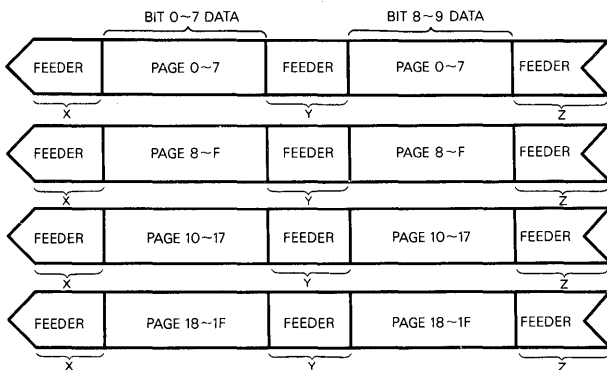 BIT 0~7 DATA BIT 8~9 DATA
FEEDER PAGE 0~7 FEEDER PAGE 0~7 FEEDER
X Y Z
FEEDER PAGE 8~F FEEDER PAGE 8~F FEEDER
X Y Z
FEEDER PAGE 10~17 FEEDER PAGE 10~17 FEEDER
X Y Z
FEEDER PAGE 18~1F FEEDER PAGE 18~1F FEEDER
X Y Z